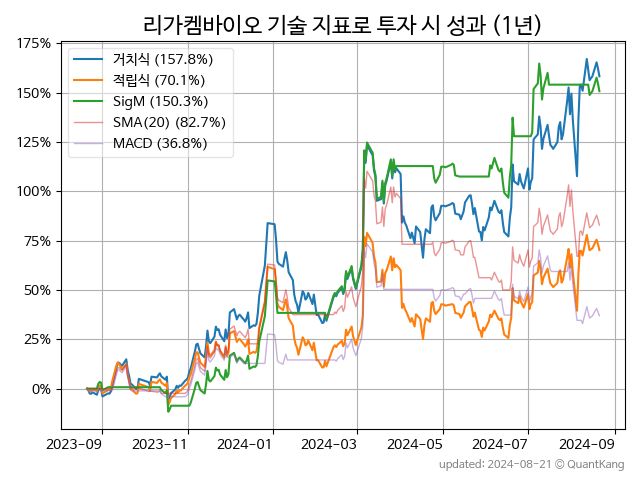 리가켐바이오 기술 지표로 투자 시 성과 (1년)
175%
150%
125%
100%
75%
50%
25%
0%
거치식 (157.8%)
적립식 (70.1%)
SigM (150.3%)
SMA(20) (82.7%)
MACD (36.8%)
2023-09 2023-11 2024-01 2024-03 2024-05 2024-07 2024-09
updated: 2024-08-21 © QuantKang